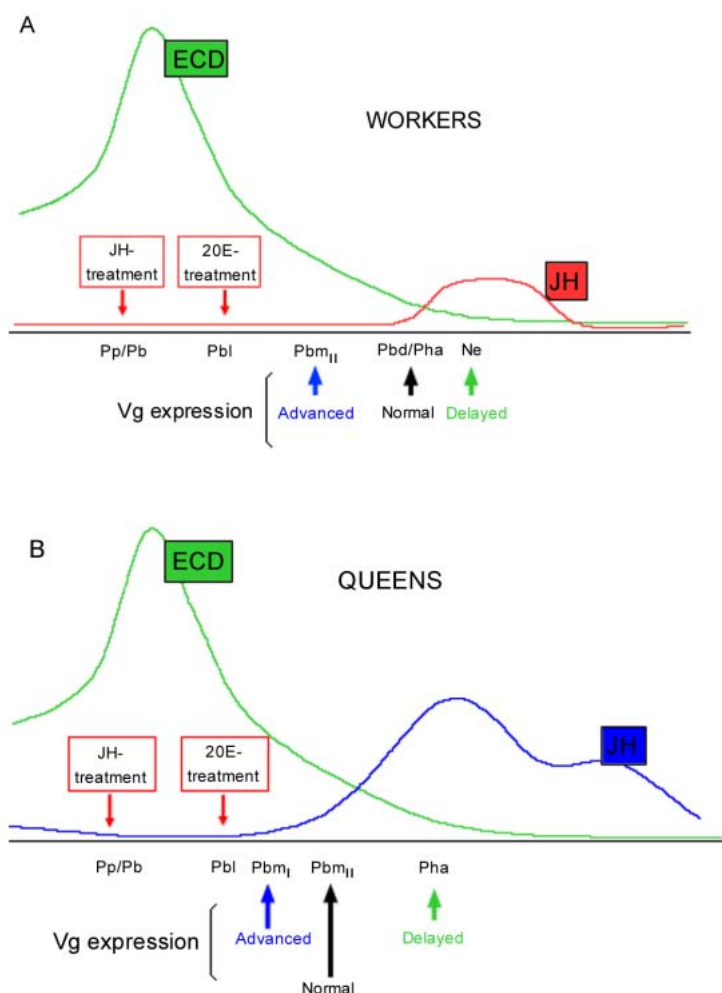 A
ECD
WORKERS
JH-
treatment
20E-
treatment
JH
Pp/Pb Pbl PbmII Pbd/Pha Ne
Vg expression
Advanced Normal Delayed
B
ECD
QUEENS
JH-
treatment
20E-
treatment
JH
Pp/Pb Pbl PbmI PbmII Pha
Vg expression
Advanced Delayed
Normal